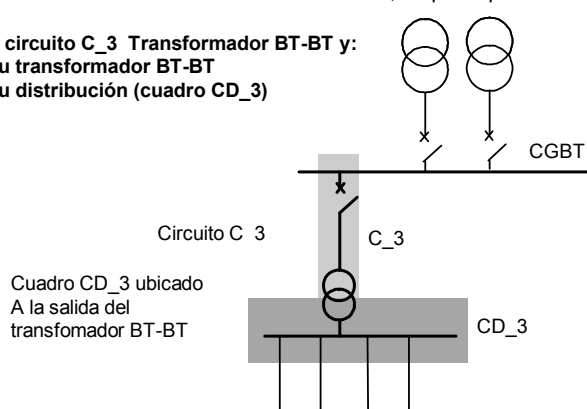 circuito C_3 Transformador BT-BT y:
u transformador BT-BT
u distribución (cuadro CD_3)
CGBT
Circuito C 3
C_3
Cuadro CD_3 ubicado
A la salida del
transfomador BT-BT
CD_3